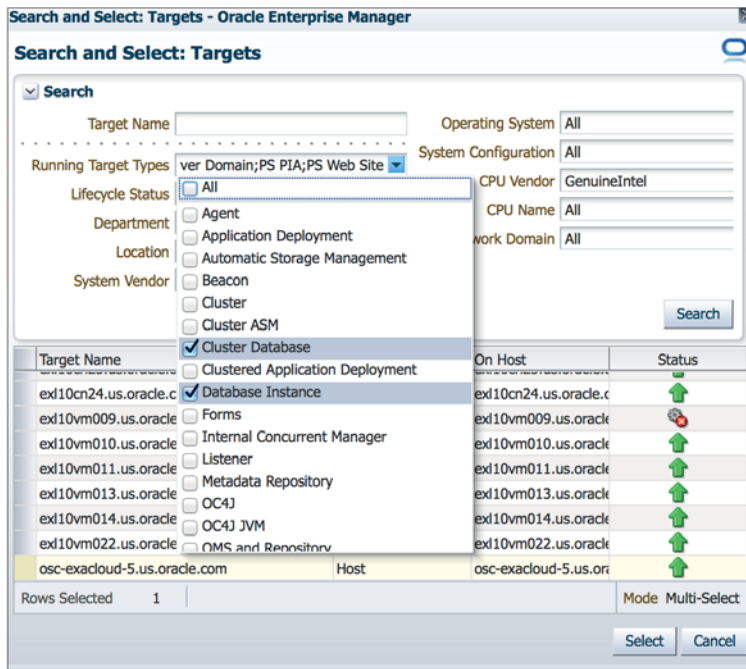 Search and Select: Targets - Oracle Enterprise Manager
Search and Select: Targets
Search
Target Name
Operating System All
Running Target Types ver Domain;PS PIA;PS Web Site
System Configuration All
Lifecycle Status
CPU Vendor GenuineIntel
Department
CPU Name All
Location
work Domain All
System Vendor
All
Agent
Application Deployment
Automatic Storage Management
Beacon
Cluster
Cluster ASM
Cluster Database
Clustered Application Deployment
Database Instance
Forms
Internal Concurrent Manager
Listener
Metadata Repository
OC4J
OC4J JVM
OMS and Repository
Search
Target Name On Host Status
exl10cn24.us.oracle.c exl10cn24.us.oracle.c
exl10vm009.us.oracle exl10vm009.us.oracle
exl10vm010.us.oracle exl10vm010.us.oracle
exl10vm011.us.oracle exl10vm011.us.oracle
exl10vm013.us.oracle exl10vm013.us.oracle
exl10vm014.us.oracle exl10vm014.us.oracle
exl10vm022.us.oracle exl10vm022.us.oracle
osc-exacloud-5.us.oracle.com Host osc-exacloud-5.us.ora
Rows Selected 1 Mode Multi-Select
Select Cancel